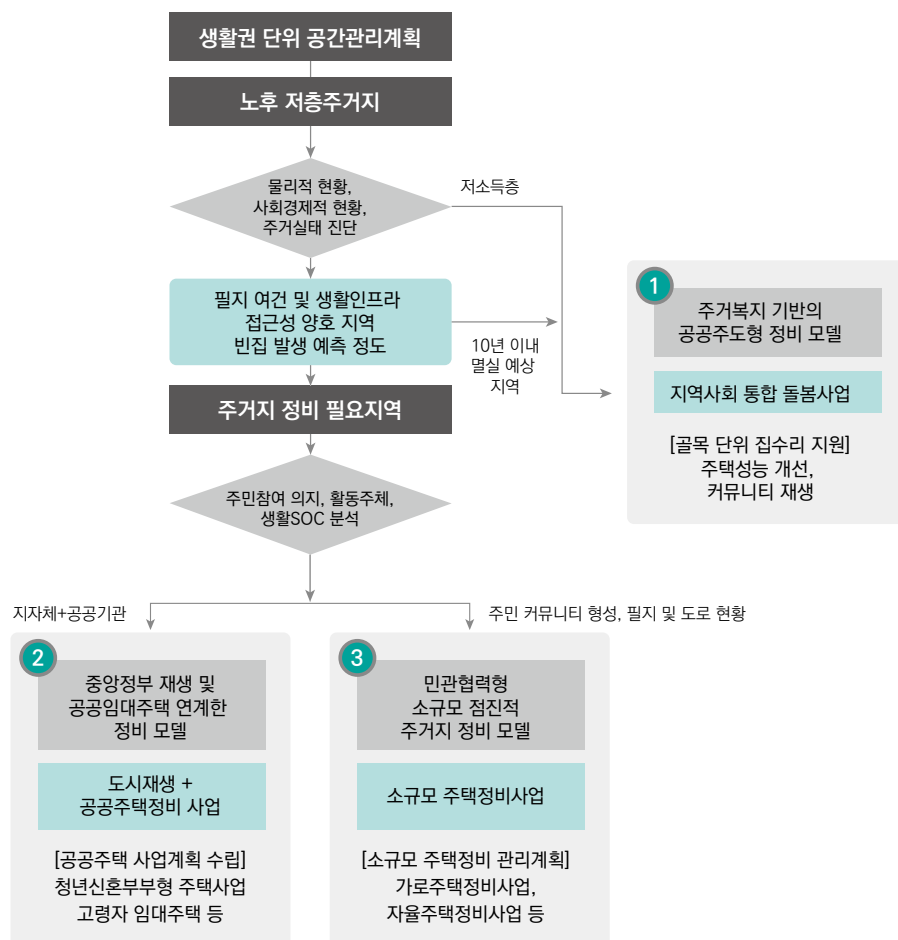 생활권 단위 공간관리계획
노후 저층주거지
물리적 현황,
사회경제적 현황,
주거실태 진단
저소득층
필지 여건 및 생활인프라
접근성 양호 지역
빈집 발생 예측 정도
10년 이내
멸실 예상
지역
1
주거복지 기반의
공공주도형 정비 모델
지역사회 통합 돌봄사업
[골목 단위 집수리 지원]
주택성능 개선,
커뮤니티 재생
주거지 정비 필요지역
주민참여 의지, 활동주체,
생활SOC 분석
지자체+공공기관
주민 커뮤니티 형성, 필지 및 도로 현황
2
중앙정부 재생 및
공공임대주택 연계한
정비 모델
도시재생 +
공공주택정비 사업
[공공주택 사업계획 수립]
청년신혼부부형 주택사업
고령자 임대주택 등
3
민관협력형
소규모 점진적
주거지 정비 모델
소규모 주택정비사업
[소규모 주택정비 관리계획]
가로주택정비사업,
자율주택정비사업 등